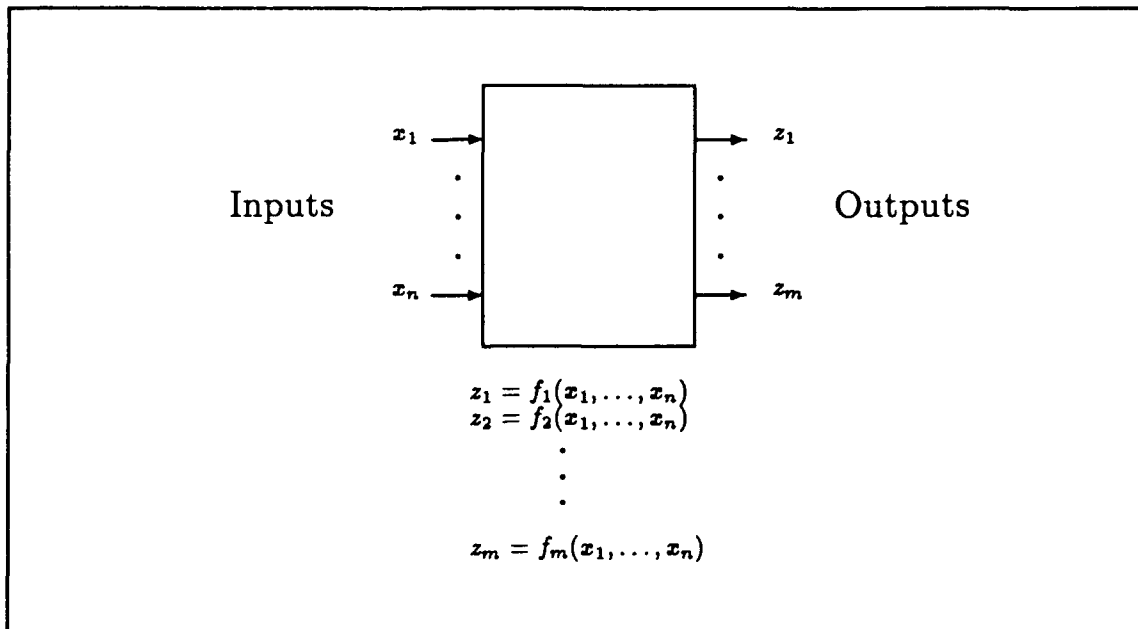 x₁
z₁
Inputs
Outputs
xₙ
zₘ
z₁ = f₁(x₁, . . . , xₙ)
z₂ = f₂(x₁, . . . , xₙ)
zₘ = fₘ(x₁, . . . , xₙ)